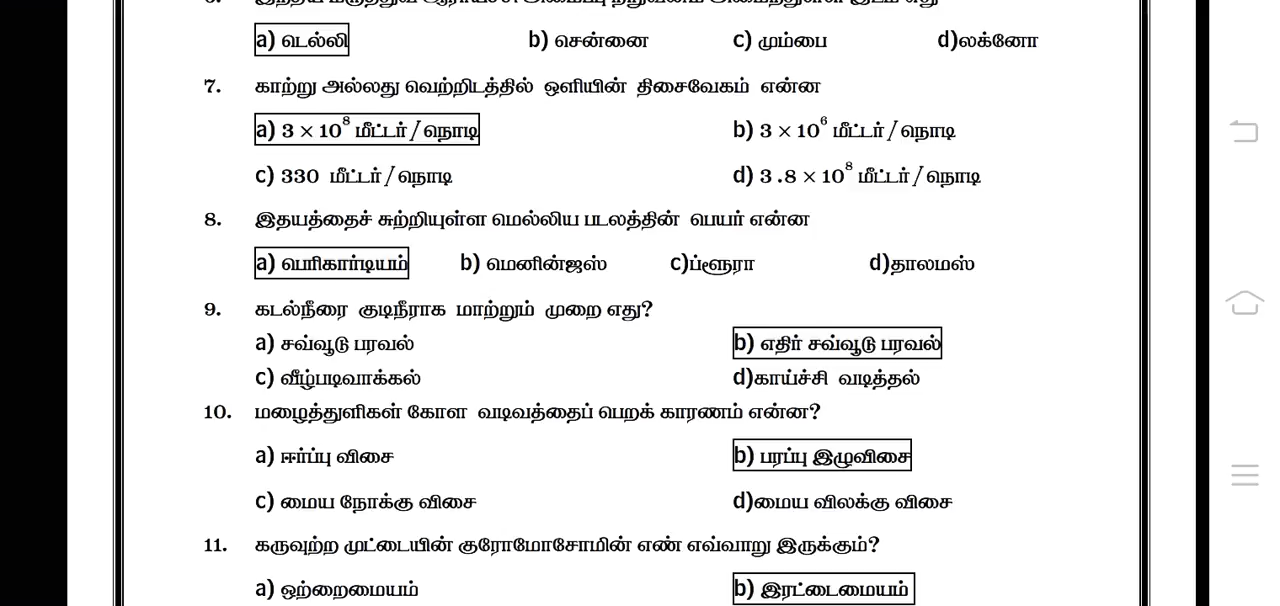 a) டெல்லி b) சென்னை c) மும்பை d)லக்னோ
7. காற்று அல்லது வெற்றிடத்தில் ஒளியின் திசைவேகம் என்ன
a) 3 × 10⁸ மீட்டர் / நொடி b) 3 × 10⁶ மீட்டர் / நொடி
c) 330 மீட்டர் / நொடி d) 3 .8 × 10⁸ மீட்டர் / நொடி
8. இதயத்தைச் சுற்றியுள்ள மெல்லிய படலத்தின் பெயர் என்ன
a) பெரிகார்டியம் b) மெனின்ஜஸ் c)ப்ளூரா d)தாலமஸ்
9. கடல்நீரை குடிநீராக மாற்றும் முறை எது?
a) சவ்வூடு பரவல் b) எதிர் சவ்வூடு பரவல்
c) வீழ்படிவாக்கல் d)காய்ச்சி வடித்தல்
10. மழைத்துளிகள் கோள வடிவத்தைப் பெறக் காரணம் என்ன?
a) ஈர்ப்பு விசை b) பரப்பு இழுவிசை
c) மைய நோக்கு விசை d)மைய விலக்கு விசை
11. கருவுற்ற முட்டையின் குரோமோசோமின் எண் எவ்வாறு இருக்கும்?
a) ஒற்றைமையம் b) இரட்டைமையம்